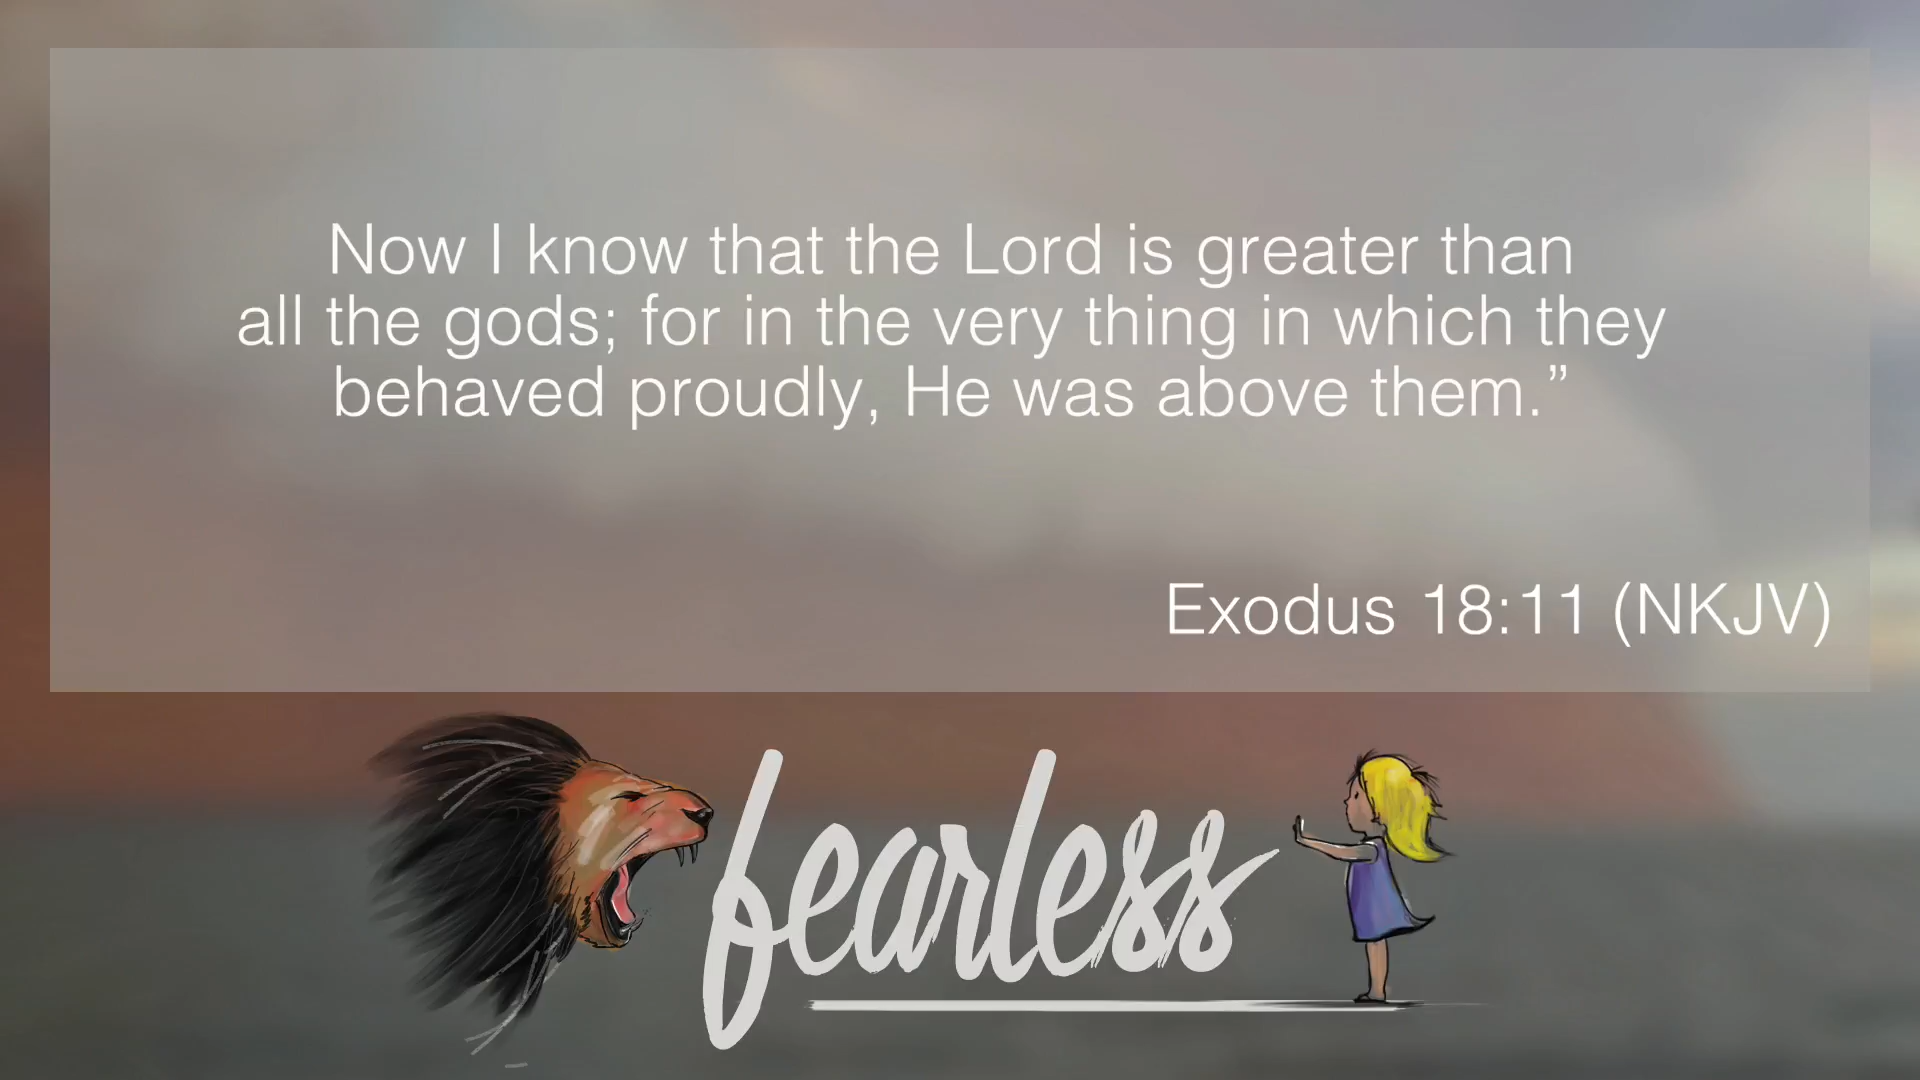 Now I know that the Lord is greater than
all the gods; for in the very thing in which they
behaved proudly, He was above them.”
Exodus 18:11 (NKJV)
fearless